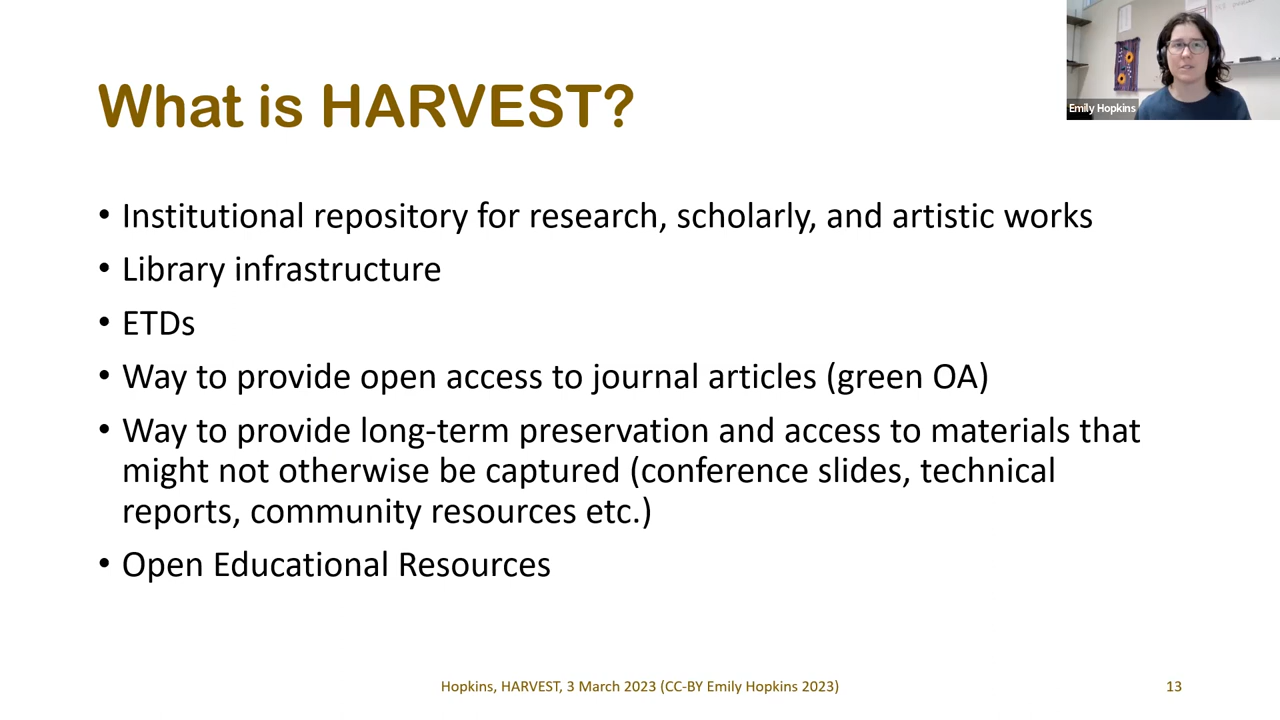 What is HARVEST?
Emily Hopkins
• Institutional repository for research, scholarly, and artistic works
• Library infrastructure
• ETDs
• Way to provide open access to journal articles (green OA)
• Way to provide long-term preservation and access to materials that
might not otherwise be captured (conference slides, technical
reports, community resources etc.)
• Open Educational Resources
Hopkins, HARVEST, 3 March 2023 (CC-BY Emily Hopkins 2023)
13